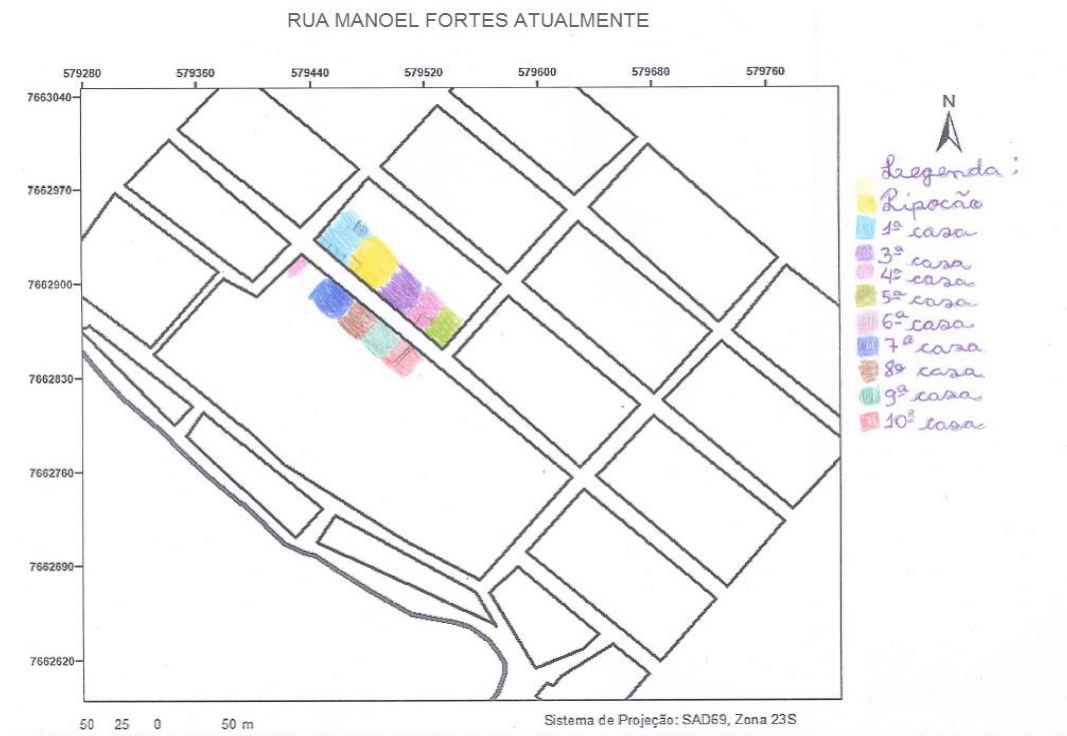 RUA MANOEL FORTES ATUALMENTE
579280 579360 579440 579520 579600 579680 579760
7663040
7662970
7662900
7662830
7662760
7662690
7662620
N
Legenda:
Ripocão
1ª casa
3ª casa
4ª casa
5ª casa
6ª casa
7ª casa
8ª casa
9ª casa
10ª casa
50 25 0 50 m
Sistema de Projeção: SAD69, Zona 23S